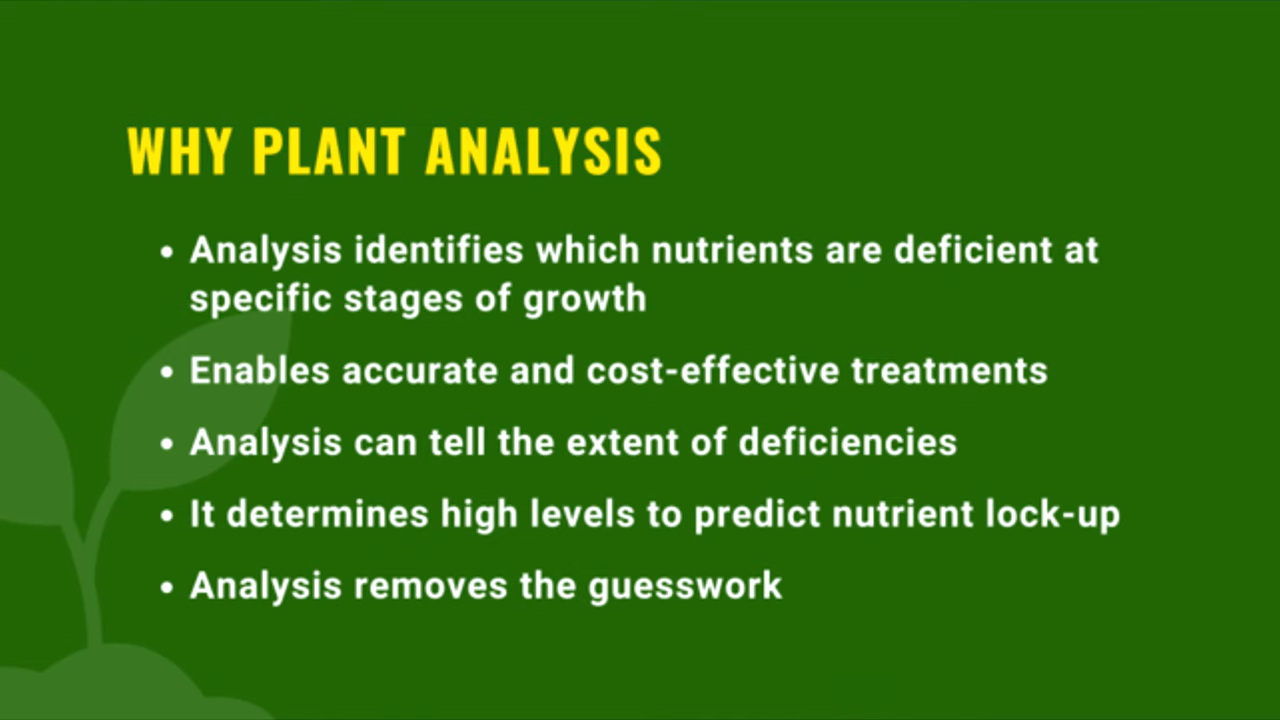 WHY PLANT ANALYSIS
• Analysis identifies which nutrients are deficient at
specific stages of growth
• Enables accurate and cost-effective treatments
• Analysis can tell the extent of deficiencies
• It determines high levels to predict nutrient lock-up
• Analysis removes the guesswork